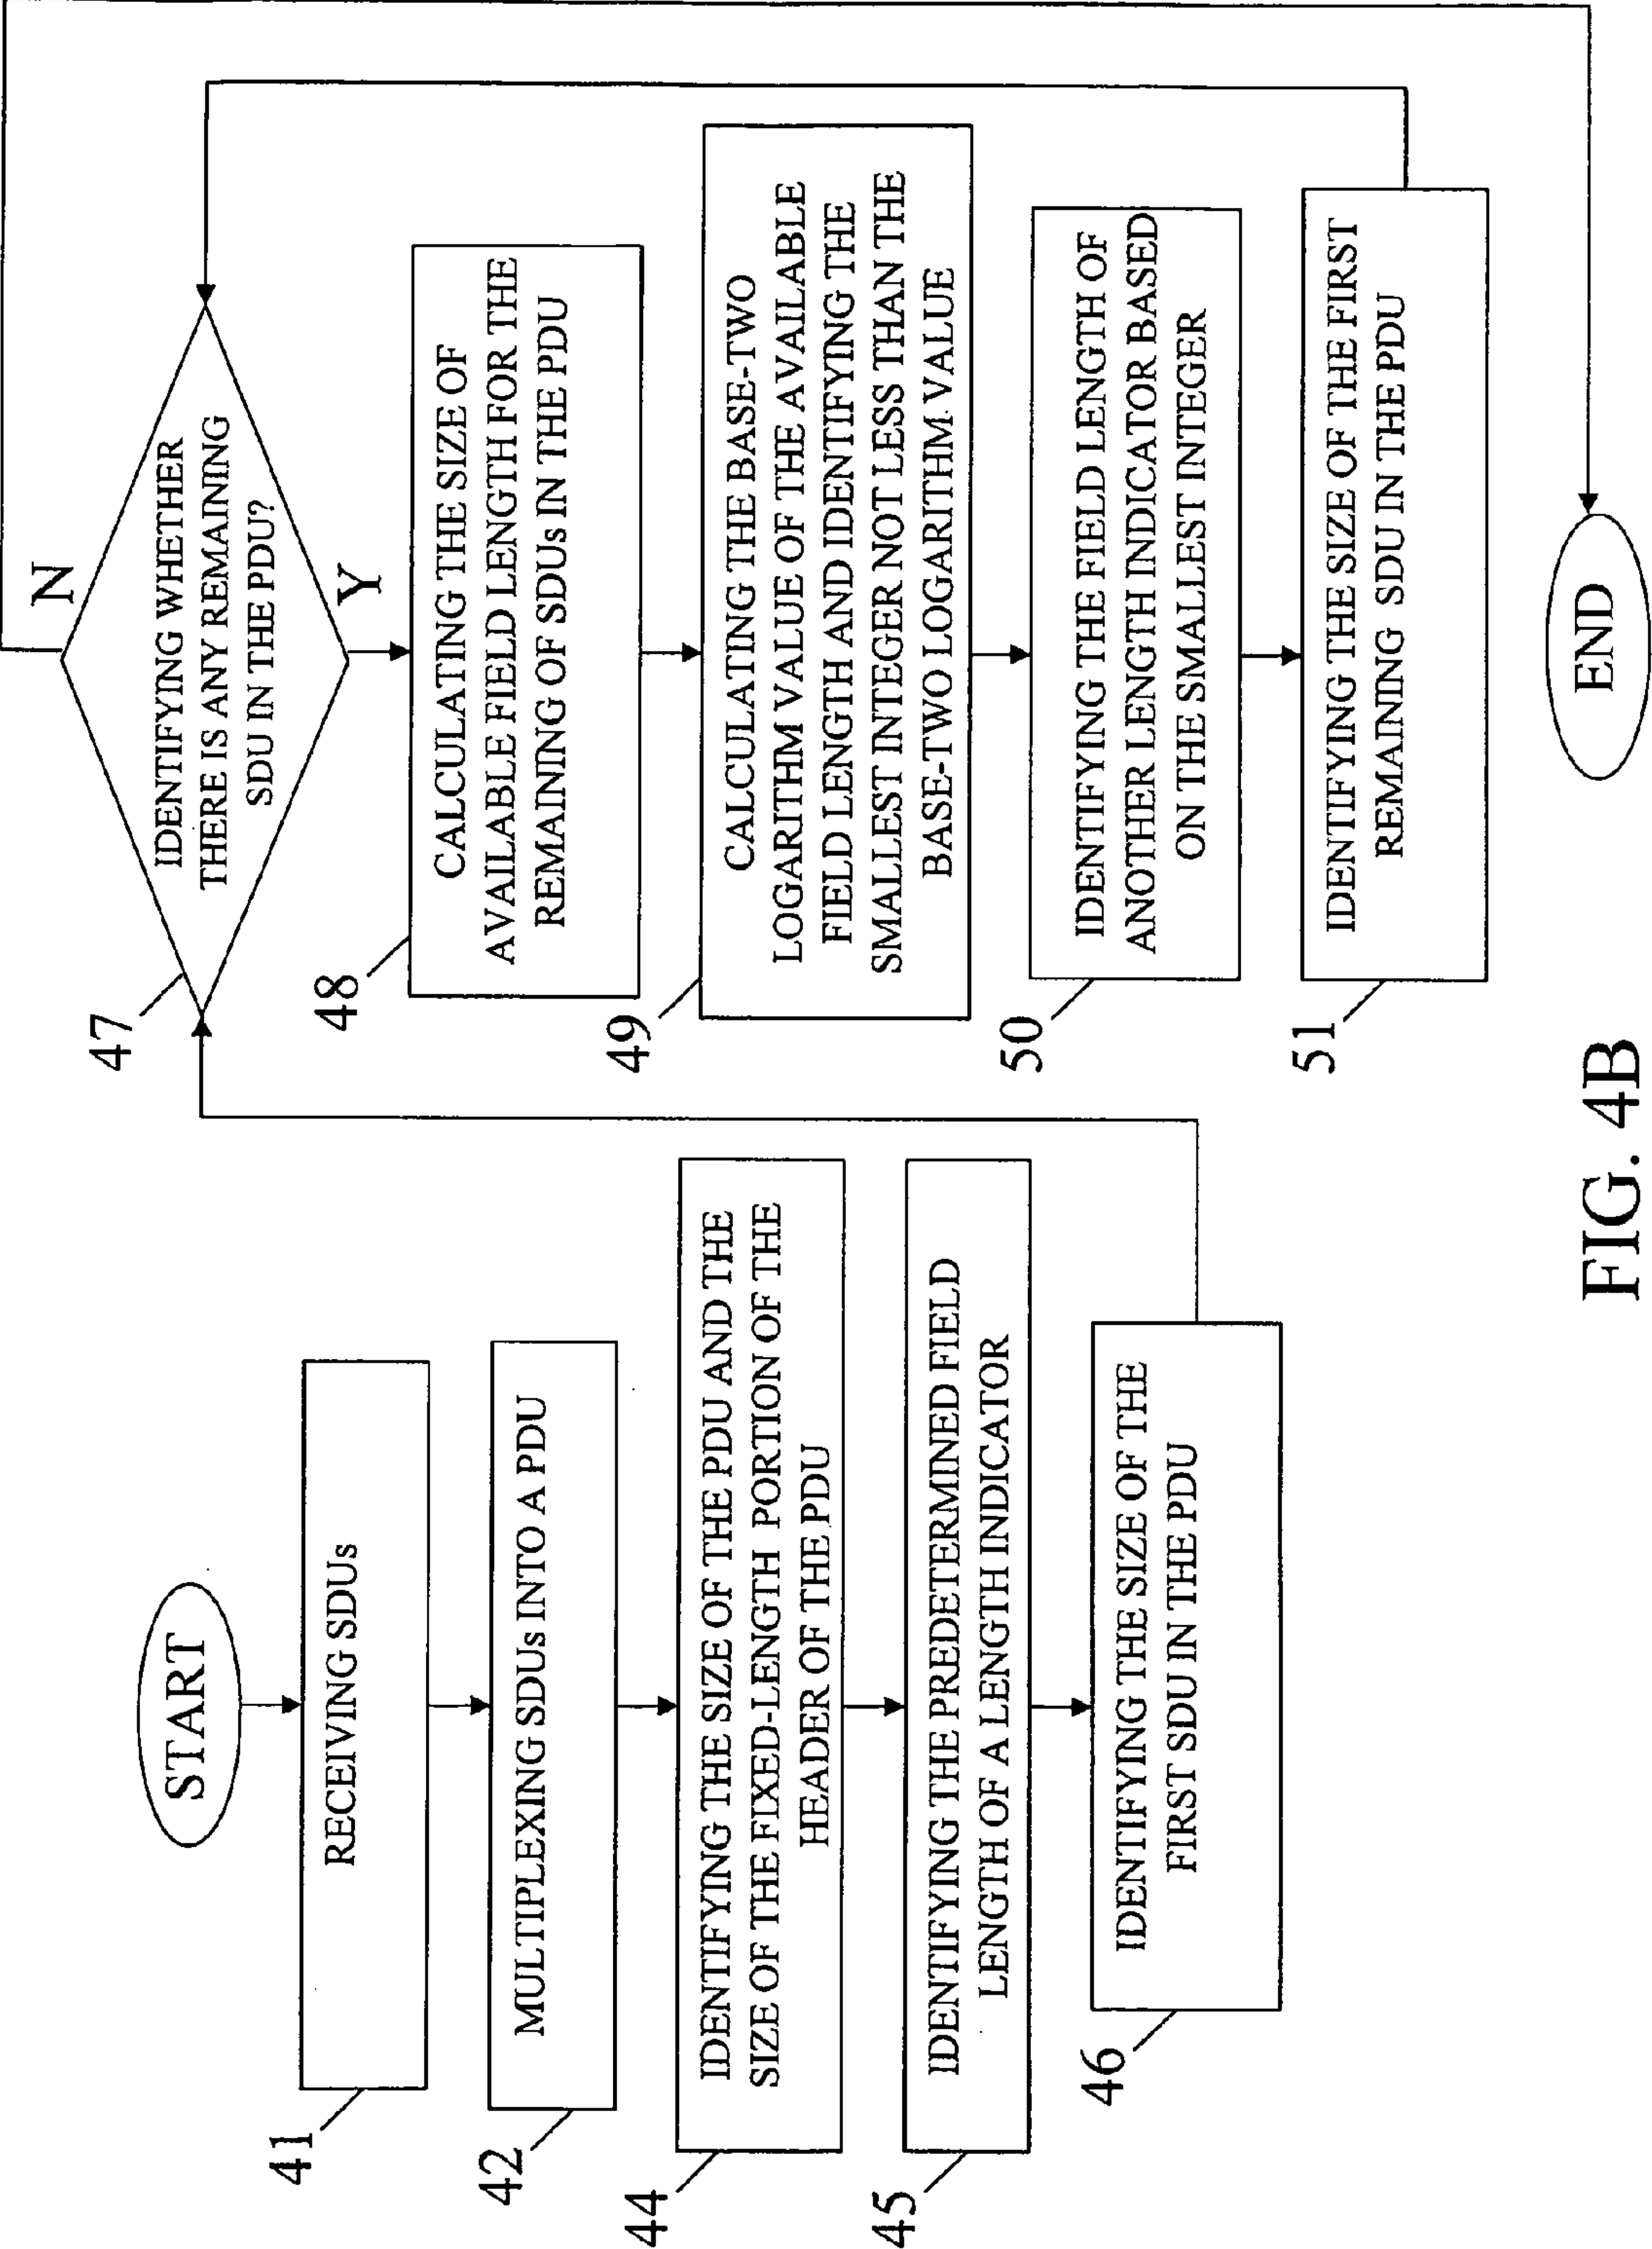 START
41
RECEIVING SDUs
42
MULTIPLEXING SDUs INTO A PDU
44
IDENTIFYING THE SIZE OF THE PDU AND THE
SIZE OF THE FIXED-LENGTH PORTION OF THE
HEADER OF THE PDU
45
IDENTIFYING THE PREDETERMINED FIELD
LENGTH OF A LENGTH INDICATOR
46
IDENTIFYING THE SIZE OF THE
FIRST SDU IN THE PDU
47
IDENTIFYING WHETHER
THERE IS ANY REMAINING
SDU IN THE PDU?
N
Y
48
CALCULATING THE SIZE OF
AVAILABLE FIELD LENGTH FOR THE
REMAINING OF SDUs IN THE PDU
49
CALCULATING THE BASE-TWO
LOGARITHM VALUE OF THE AVAILABLE
FIELD LENGTH AND IDENTIFYING THE
SMALLEST INTEGER NOT LESS THAN THE
BASE-TWO LOGARITHM VALUE
50
IDENTIFYING THE FIELD LENGTH OF
ANOTHER LENGTH INDICATOR BASED
ON THE SMALLEST INTEGER
51
IDENTIFYING THE SIZE OF THE FIRST
REMAINING SDU IN THE PDU
END
FIG. 4B